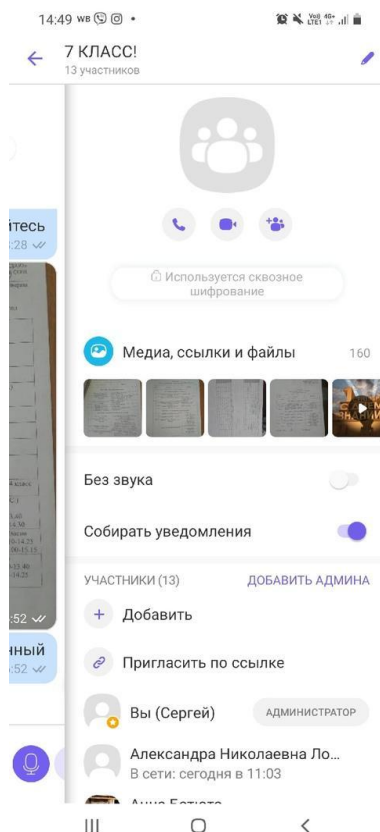 14:49 WB
7 КЛАСС!
13 участников
Используется сквозное
шифрование
Медиа, ссылки и файлы 160
Без звука
Собирать уведомления
УЧАСТНИКИ (13) ДОБАВИТЬ АДМИНА
+ Добавить
Пригласить по ссылке
Вы (Сергей) АДМИНИСТРАТОР
Александра Николаевна Ло...
В сети: сегодня в 11:03